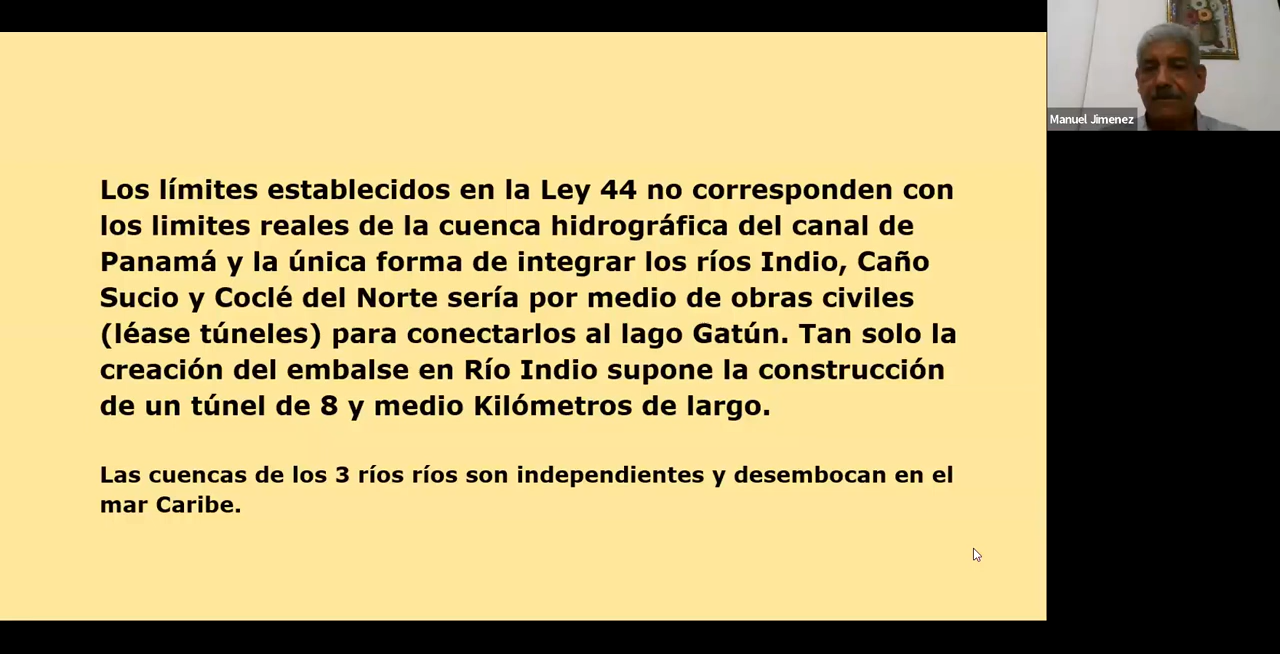 Los límites establecidos en la Ley 44 no corresponden con
los limites reales de la cuenca hidrográfica del canal de
Panamá y la única forma de integrar los ríos Indio, Caño
Sucio y Coclé del Norte sería por medio de obras civiles
(léase túneles) para conectarlos al lago Gatún. Tan solo la
creación del embalse en Río Indio supone la construcción
de un túnel de 8 y medio Kilómetros de largo.
Las cuencas de los 3 ríos ríos son independientes y desembocan en el
mar Caribe.
Manuel Jimenez